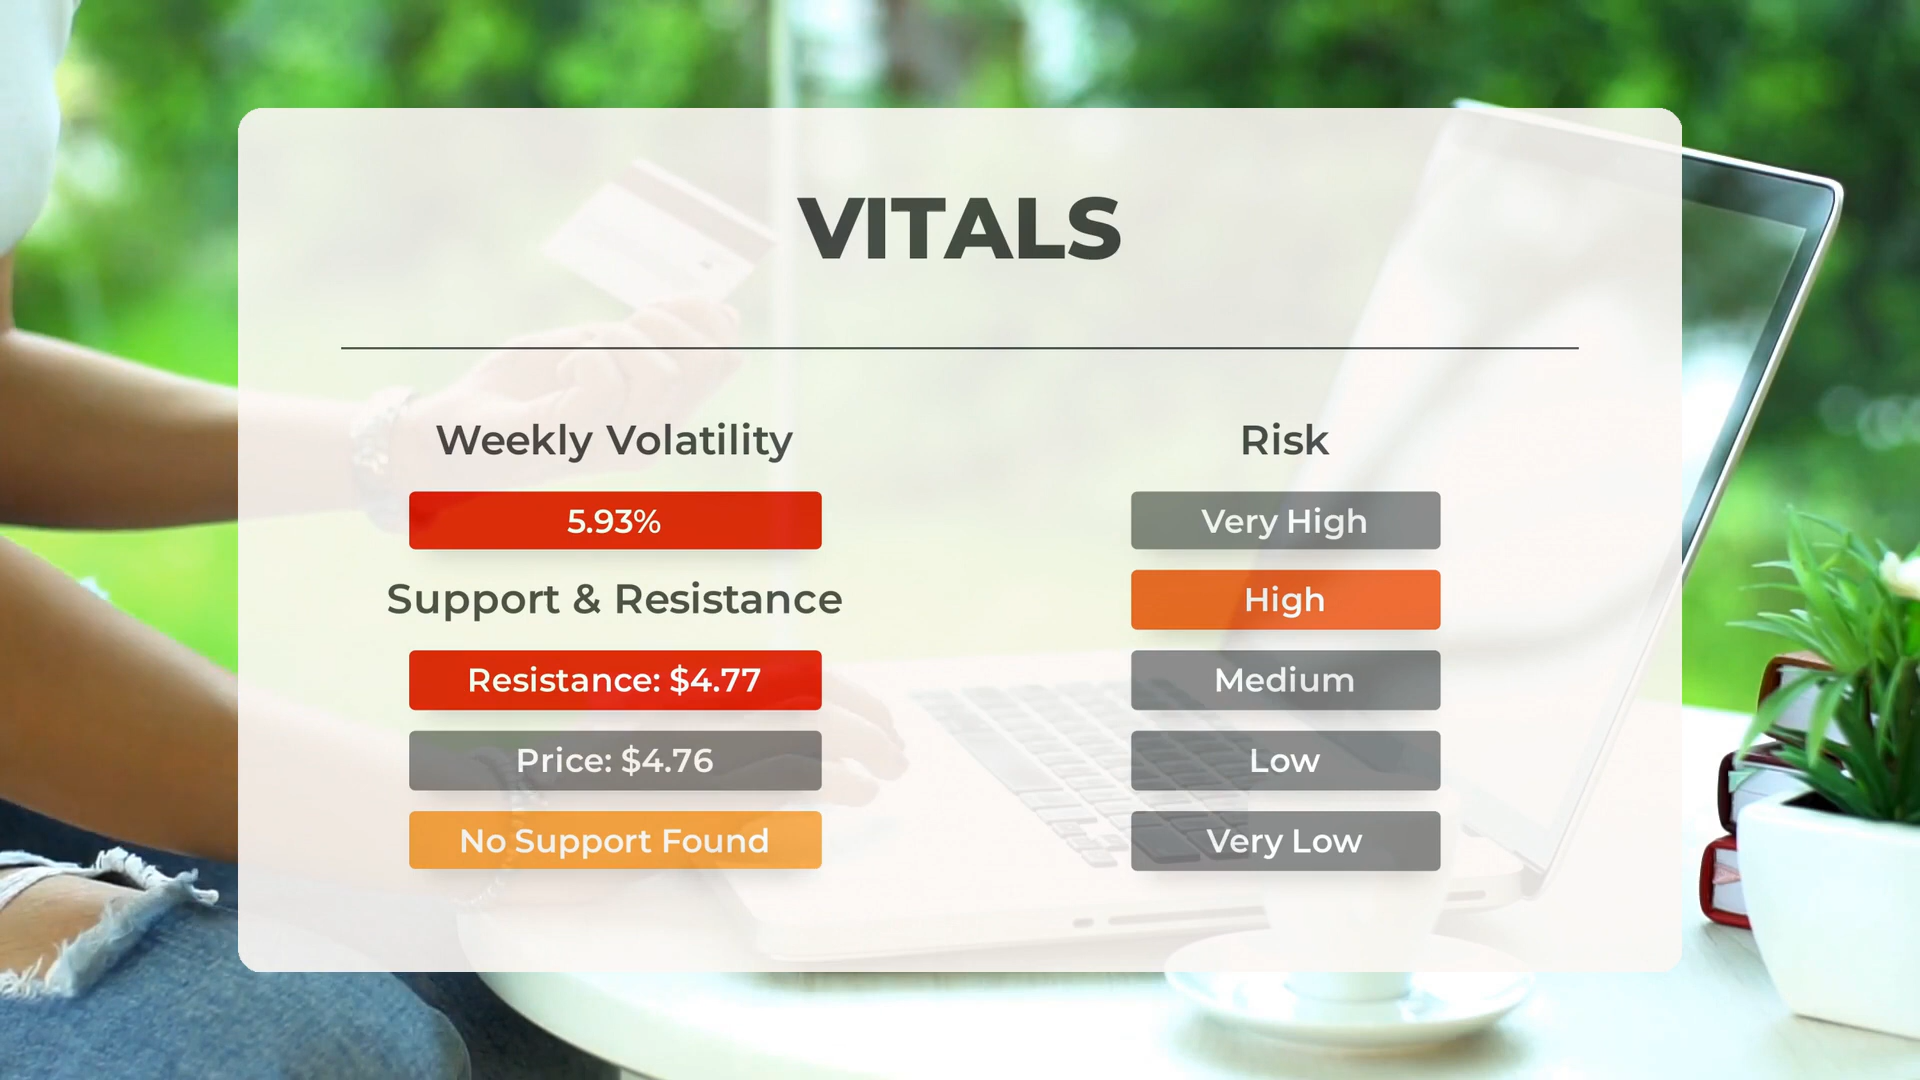 VITALS
Weekly Volatility
5.93%
Support & Resistance
Resistance: $4.77
Price: $4.76
No Support Found
Risk
Very High
High
Medium
Low
Very Low